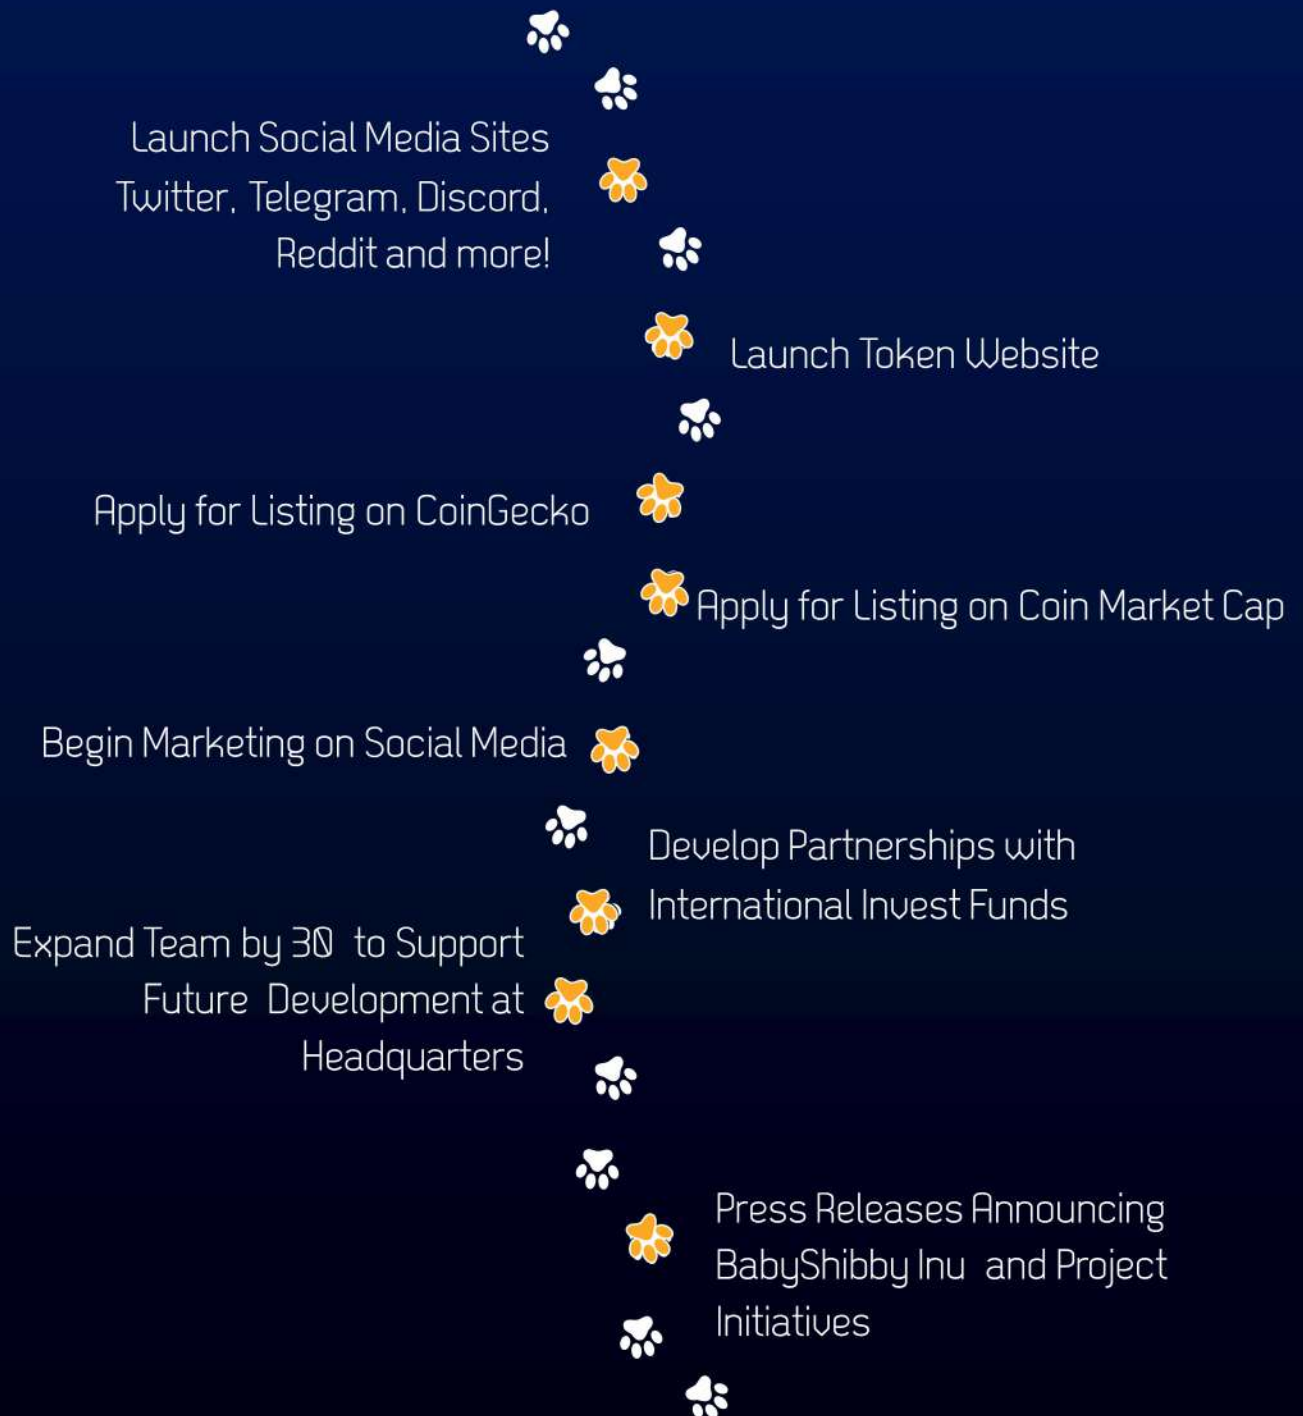 Launch Social Media Sites
Twitter, Telegram, Discord,
Reddit and more!
Launch Token Website
Apply for Listing on CoinGecko
Apply for Listing on Coin Market Cap
Begin Marketing on Social Media
Develop Partnerships with
International Invest Funds
Expand Team by 30 to Support
Future Development at
Headquarters
Press Releases Announcing
BabyShibby Inu and Project
Initiatives